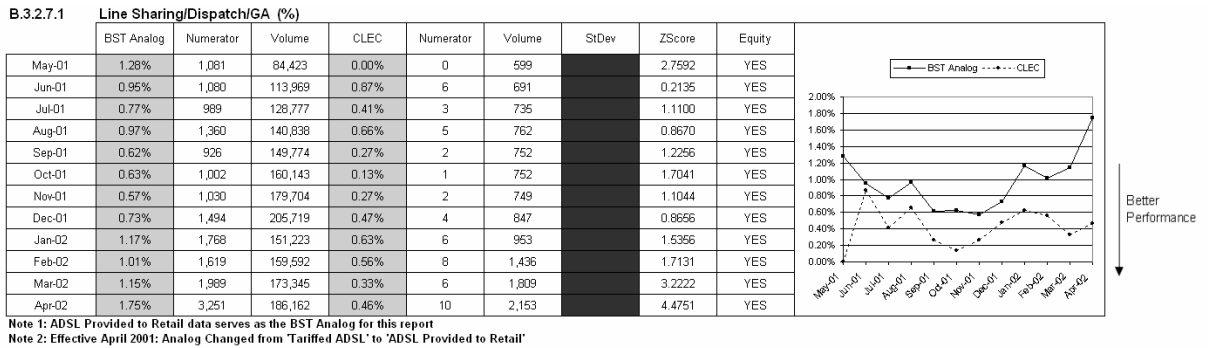 B.3.2.7.1 Line Sharing/Dispatch/GA (%)
BST Analog Numerator Volume CLEC Numerator Volume StDev ZScore Equity
May-01 1.28% 1,081 84,423 0.00% 0 599 2.7592 YES
Jun-01 0.95% 1,080 113,969 0.87% 6 691 0.2135 YES
Jul-01 0.77% 989 128,777 0.41% 3 735 1.1100 YES
Aug-01 0.97% 1,360 140,838 0.66% 5 762 0.8670 YES
Sep-01 0.62% 926 149,774 0.27% 2 752 1.2256 YES
Oct-01 0.63% 1,002 160,143 0.13% 1 752 1.7041 YES
Nov-01 0.57% 1,030 179,704 0.27% 2 749 1.1044 YES
Dec-01 0.73% 1,494 205,719 0.47% 4 847 0.8656 YES
Jan-02 1.17% 1,768 151,223 0.63% 6 953 1.5356 YES
Feb-02 1.01% 1,619 159,592 0.56% 8 1,436 1.7131 YES
Mar-02 1.15% 1,989 173,345 0.33% 6 1,809 3.2222 YES
Apr-02 1.75% 3,251 186,162 0.46% 10 2,153 4.4751 YES
BST Analog CLEC
2.00%
1.80%
1.60%
1.40%
1.20%
1.00%
0.80%
0.60%
0.40%
0.20%
0.00%
May-01 Jun-01 Jul-01 Aug-01 Sep-01 Oct-01 Nov-01 Dec-01 Jan-02 Feb-02 Mar-02 Apr-02
Better
Performance
Note 1: ADSL Provided to Retail data serves as the BST Analog for this report
Note 2: Effective April 2001: Analog Changed from 'Tariffed ADSL' to 'ADSL Provided to Retail'